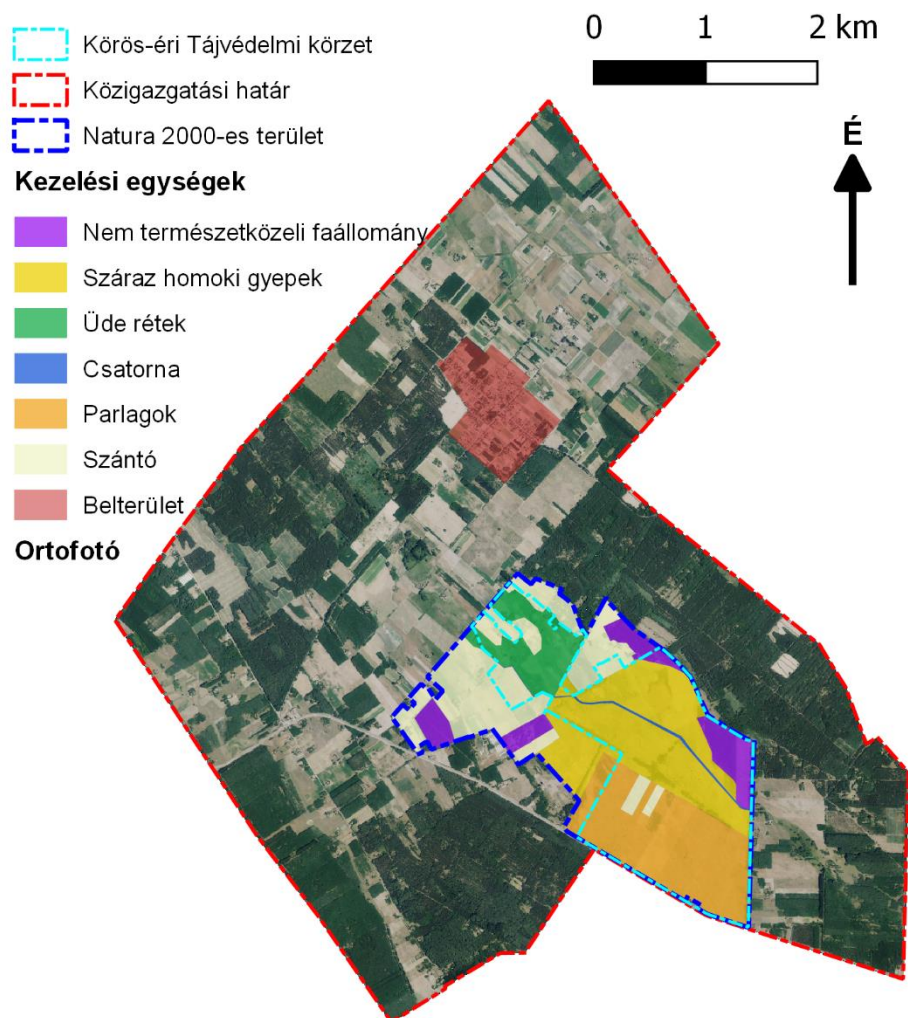 Körös-éri Tájvédelmi körzet
Közigazgatási határ
Natura 2000-es terület
Kezelési egységek
Nem természetközeli faállomány
Száraz homoki gyepek
Üde rétek
Csatorna
Parlagok
Szántó
Belterület
Ortofotó
0 1 2 km
É